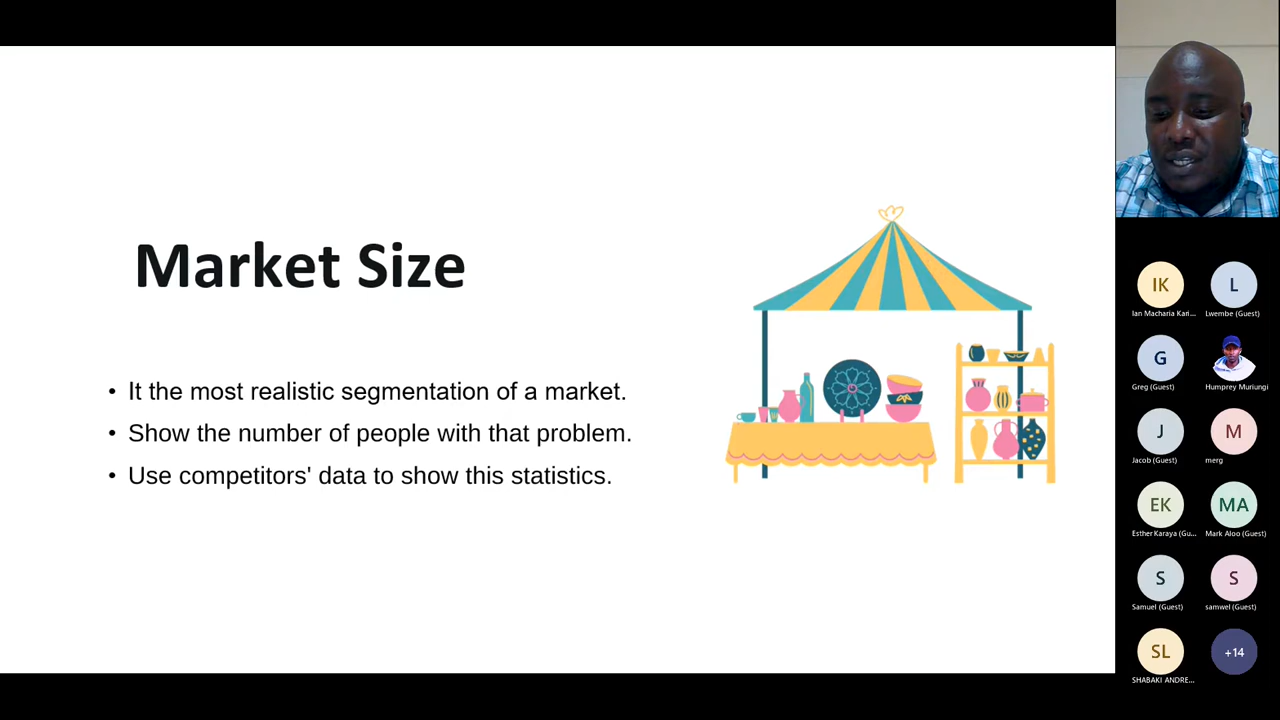 Market Size
• It the most realistic segmentation of a market.
• Show the number of people with that problem.
• Use competitors' data to show this statistics.
IK
L
Ian Macharia Kari...
Lwembe (Guest)
G
Greg (Guest)
Humprey Muriungi
J
M
Jacob (Guest)
merg
EK
MA
Esther Karaya (Gu...
Mark Aloo (Guest)
S
S
Samuel (Guest)
samwel (Guest)
SL
+14
SHABAKI ANDRE...